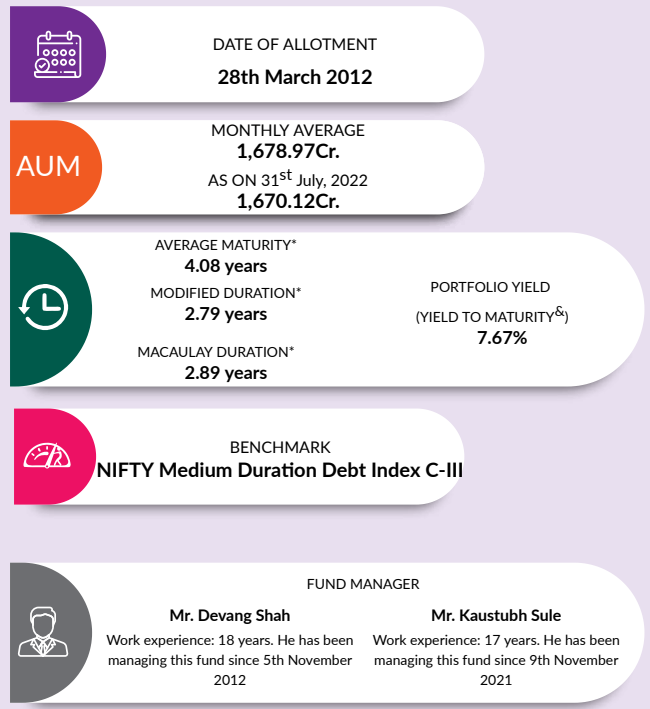 DATE OF ALLOTMENT
28th March 2012
AUM
MONTHLY AVERAGE
1,678.97Cr.
AS ON 31st July, 2022
1,670.12Cr.
AVERAGE MATURITY*
4.08 years
MODIFIED DURATION*
2.79 years
MACAULAY DURATION*
2.89 years
PORTFOLIO YIELD
(YIELD TO MATURITY&)
7.67%
BENCHMARK
NIFTY Medium Duration Debt Index C-III
FUND MANAGER
Mr. Devang Shah
Work experience: 18 years. He has been
managing this fund since 5th November
2012
Mr. Kaustubh Sule
Work experience: 17 years. He has been
managing this fund since 9th November
2021